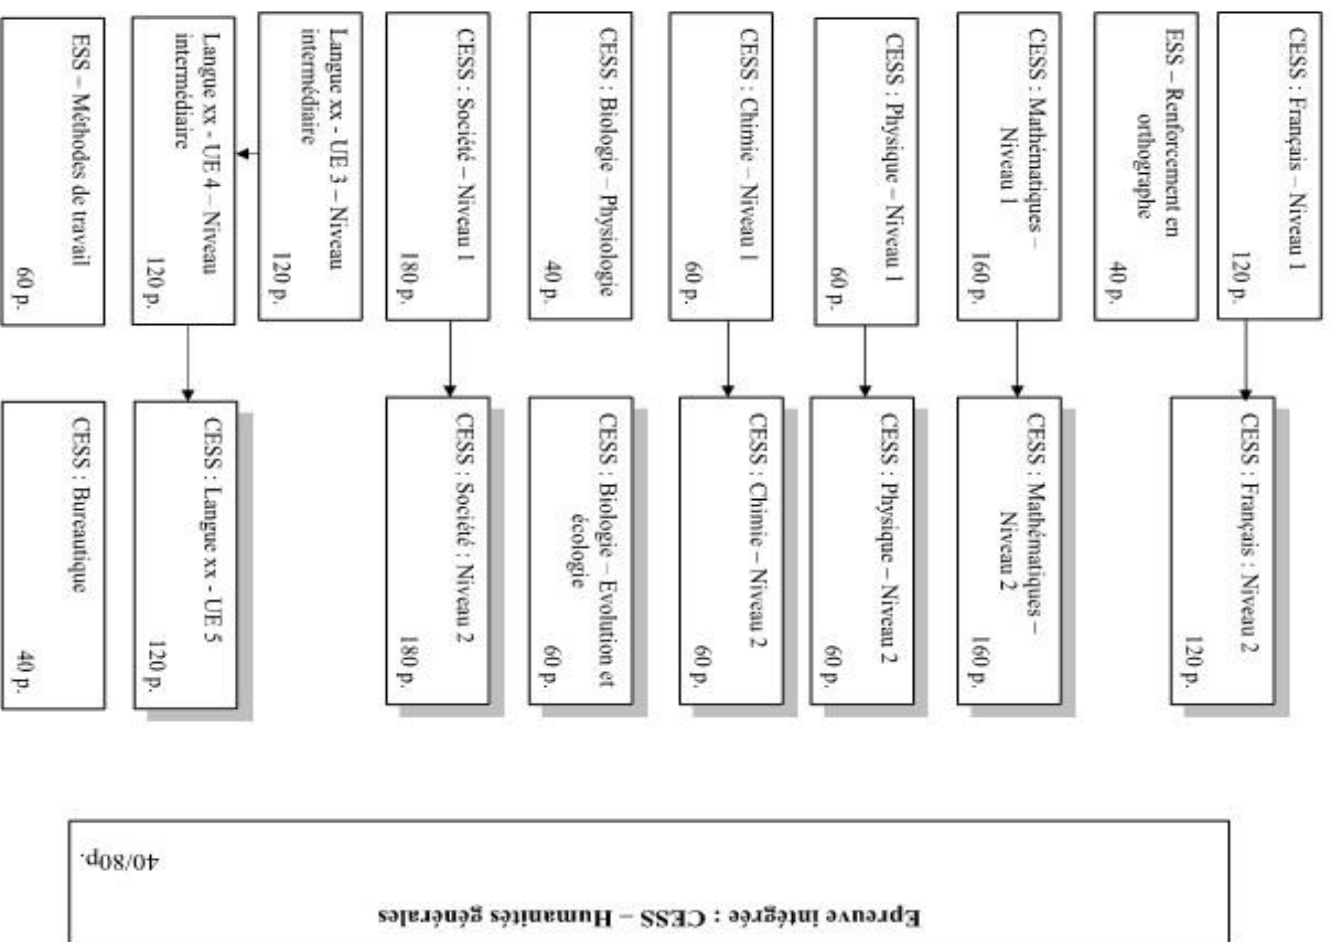 CESS : Français – Niveau 1
120 p.
ESS – Renforcement en
orthographe
40 p.
CESS : Mathématiques –
Niveau 1
160 p.
CESS : Physique – Niveau 1
60 p.
CESS : Chimie – Niveau 1
60 p.
CESS : Biologie – Physiologie
40 p.
CESS : Société – Niveau 1
180 p.
Langue xx - UE 3 – Niveau
intermédiaire
120 p.
Langue xx - UE 4 – Niveau
intermédiaire
120 p.
ESS – Méthodes de travail
60 p.
CESS : Français : Niveau 2
120 p.
CESS : Mathématiques –
Niveau 2
160 p.
CESS : Physique – Niveau 2
60 p.
CESS : Chimie – Niveau 2
60 p.
CESS : Biologie – Evolution et
écologie
60 p.
CESS : Société : Niveau 2
180 p.
CESS : Langue xx - UE 5
120 p.
CESS : Bureautique
40 p.
Epreuve intégrée : CESS – Humanités générales
40/80p.